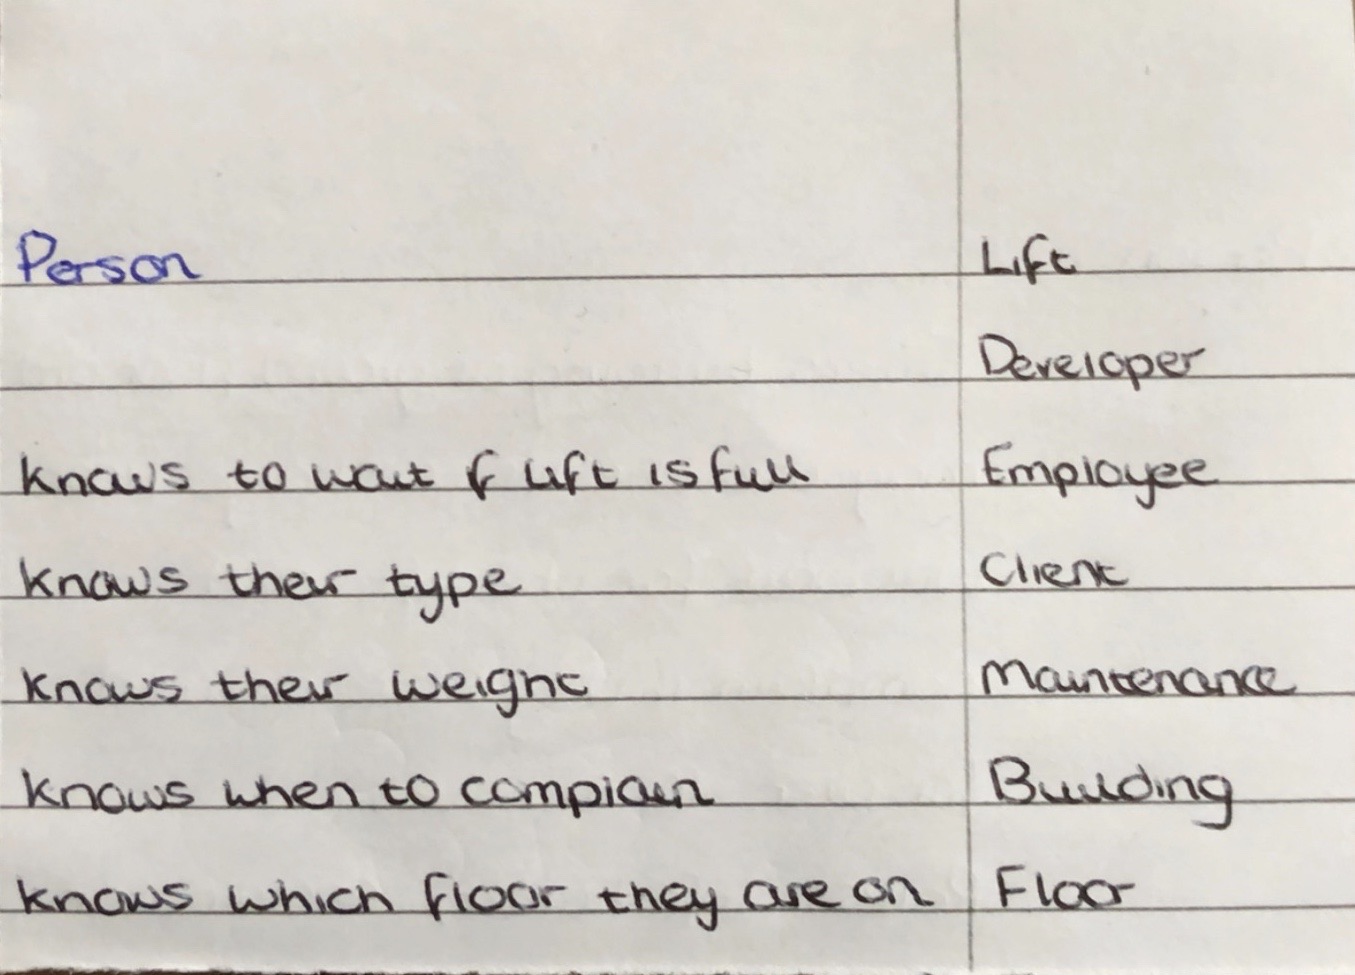 Person
Lift
Developer
knows to wait if lift is full
Employee
knows their type
Client
knows their weight
Maintenance
knows when to complain
Building
knows which floor they are on
Floor